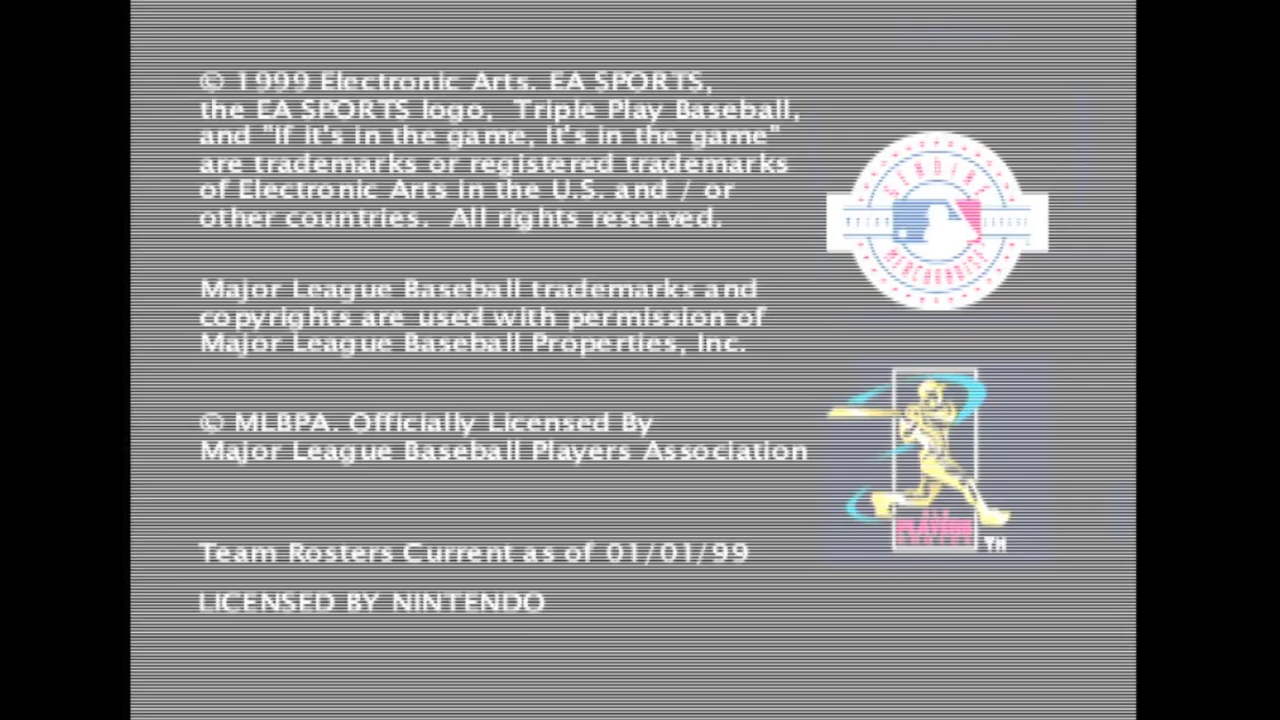 © 1999 Electronic Arts. EA SPORTS,
the EA SPORTS logo, Triple Play Baseball,
and "If it's in the game, it's in the game"
are trademarks or registered trademarks
of Electronic Arts in the U.S. and / or
other countries. All rights reserved.
GENUINE
MERCHANDISE
Major League Baseball trademarks and
copyrights are used with permission of
Major League Baseball Properties, Inc.
© MLBPA. Officially Licensed By
Major League Baseball Players Association
PLAYERS
TM
Team Rosters Current as of 01/01/99
LICENSED BY NINTENDO